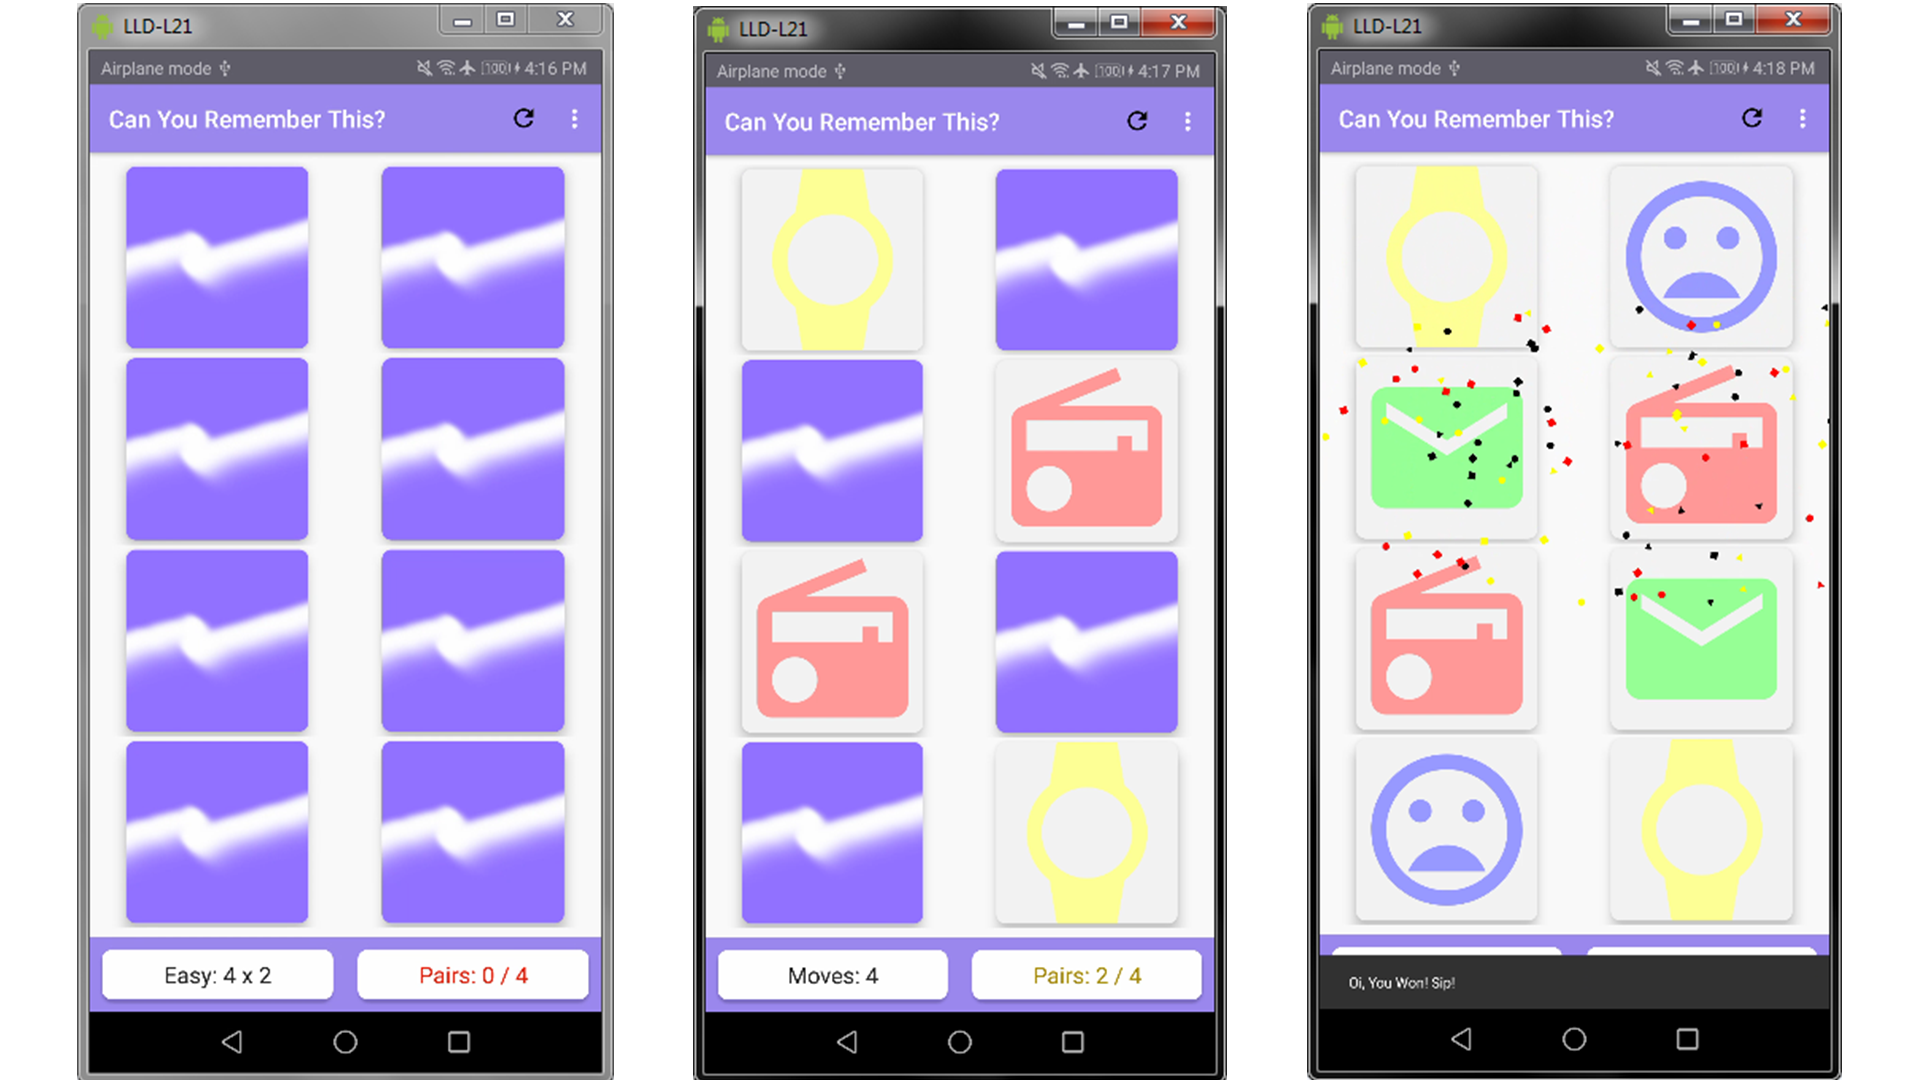 LLD-L21
Airplane mode 100 4:16 PM
Can You Remember This?
Easy: 4 x 2
Pairs: 0 / 4
LLD-L21
Airplane mode 100 4:17 PM
Can You Remember This?
Moves: 4
Pairs: 2 / 4
LLD-L21
Airplane mode 100 4:18 PM
Can You Remember This?
Oi, You Won! Sip!